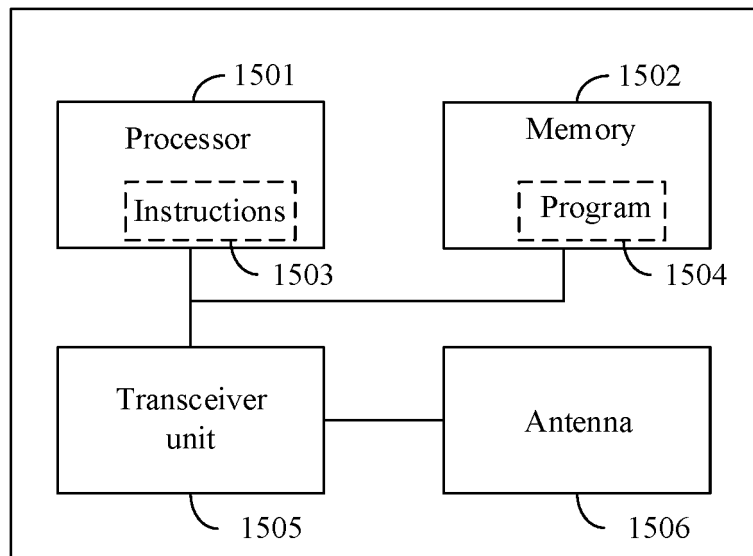 1501
1502
Processor
Memory
Instructions
Program
1503
1504
Transceiver
unit
Antenna
1505
1506